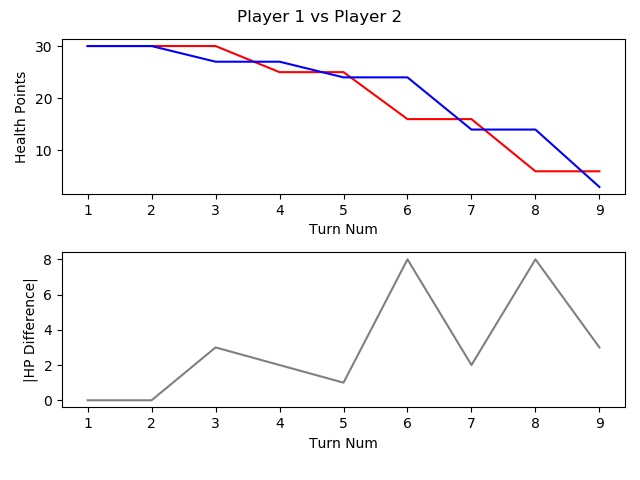 Player 1 vs Player 2
30
20
10
Health Points
1 2 3 4 5 6 7 8 9
Turn Num
8
6
4
2
0
|HP Difference|
1 2 3 4 5 6 7 8 9
Turn Num